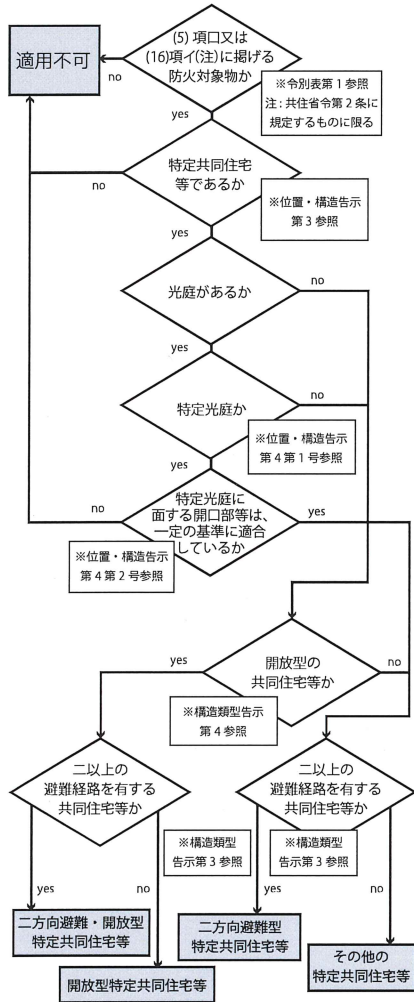 (5) 項ロ又は
(16)項イ(注)に掲げる
防火対象物か
適用不可
no
yes
※令別表第１参照
注：共住省令第２条に
規定するものに限る
特定共同住宅
等であるか
no
yes
※位置・構造告示
第３参照
光庭があるか
no
yes
特定光庭か
no
yes
※位置・構造告示
第４第１号参照
特定光庭に
面する開口部等は、
一定の基準に適合
しているか
no
yes
※位置・構造告示
第４第２号参照
開放型の
共同住宅等か
yes
no
※構造類型告示
第４参照
二以上の
避難経路を有する
共同住宅等か
二以上の
避難経路を有する
共同住宅等か
※構造類型
告示第３参照
※構造類型
告示第３参照
yes
no
yes
no
二方向避難・開放型
特定共同住宅等
開放型特定共同住宅等
二方向避難型
特定共同住宅等
その他の
特定共同住宅等